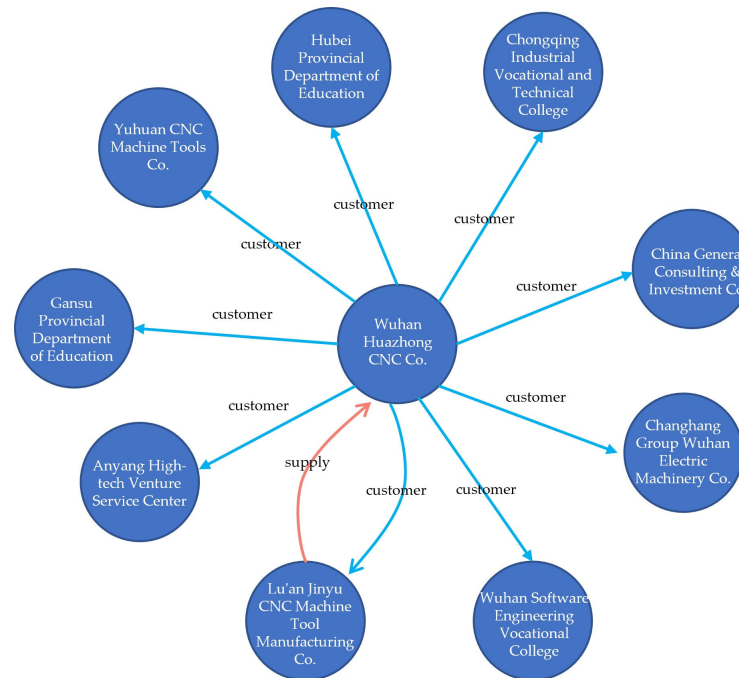 Hubei
Provincial
Department of
Education
Chongqing
Industrial
Vocational and
Technical
College
Yuhuan CNC
Machine Tools
Co.
customer
customer
customer
China General
Consulting &
Investment Co.
customer
Gansu
Provincial
Department
of Education
customer
Wuhan
Huazhong
CNC Co.
customer
customer
Changhang
Group Wuhan
Electric
Machinery Co.
Anyang High-
tech Venture
Service Center
supply
customer
customer
Lu'an Jinyu
CNC Machine
Tool
Manufacturing
Co.
Wuhan Software
Engineering
Vocational
College